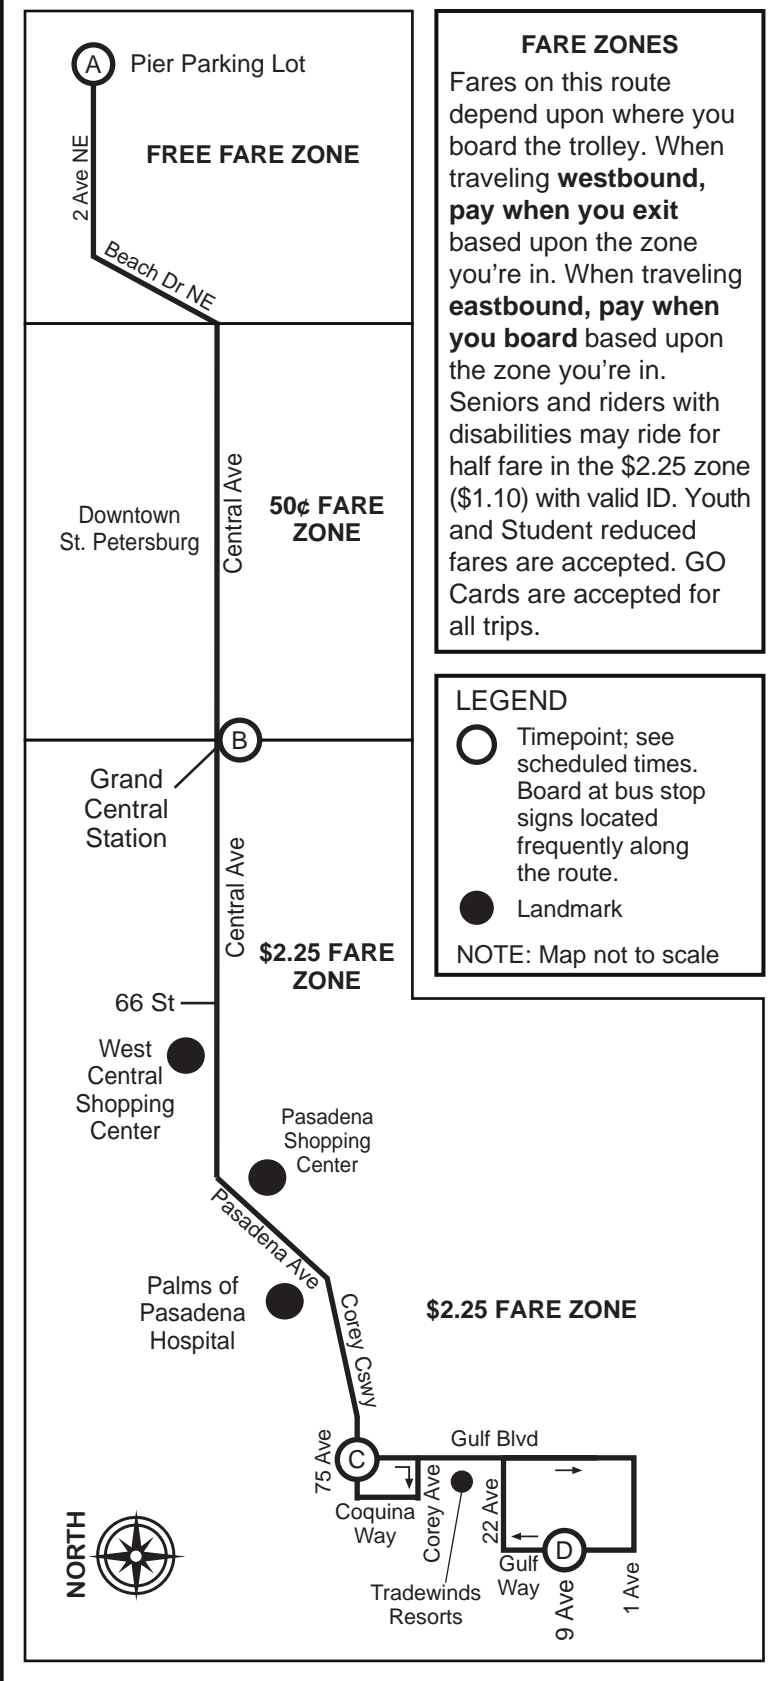 A
Pier Parking Lot
2 Ave NE
FREE FARE ZONE
Beach Dr NE
Downtown
St. Petersburg
Central Ave
50¢ FARE
ZONE
B
Grand
Central
Station
Central Ave
$2.25 FARE
ZONE
66 St
West
Central
Shopping
Center
Pasadena
Shopping
Center
Pasadena Ave
Palms of
Pasadena
Hospital
Corey Cswy
$2.25 FARE ZONE
75 Ave
C
Gulf Blvd
Coquina
Way
Corey Ave
22 Ave
Tradewinds
Resorts
Gulf
Way
D
9 Ave
1 Ave
NORTH
FARE ZONES
Fares on this route
depend upon where you
board the trolley. When
traveling westbound,
pay when you exit
based upon the zone
you're in. When traveling
eastbound, pay when
you board based upon
the zone you're in.
Seniors and riders with
disabilities may ride for
half fare in the $2.25 zone
($1.10) with valid ID. Youth
and Student reduced
fares are accepted. GO
Cards are accepted for
all trips.
LEGEND
Timepoint; see
scheduled times.
Board at bus stop
signs located
frequently along
the route.
Landmark
NOTE: Map not to scale